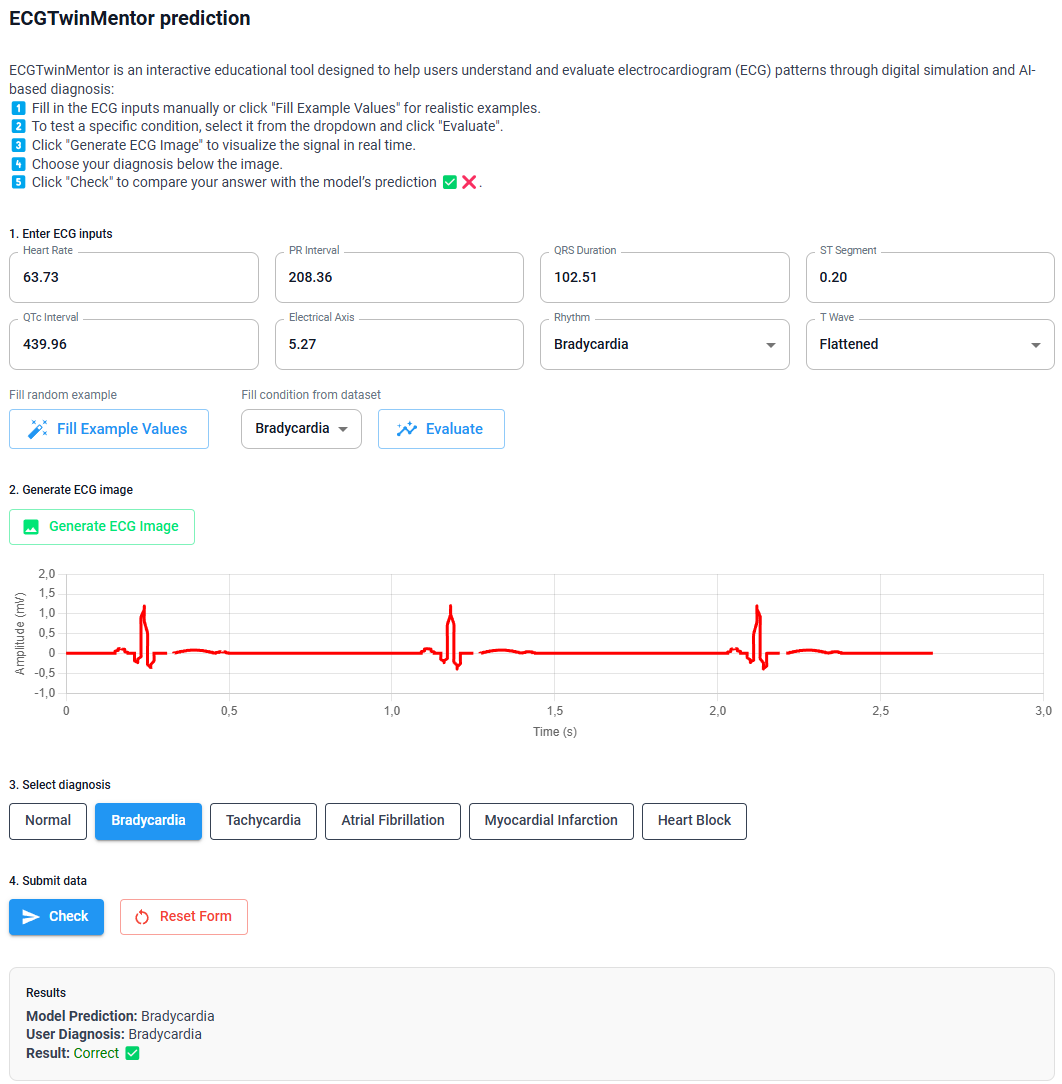 ECGTwinMentor prediction
ECGTwinMentor is an interactive educational tool designed to help users understand and evaluate electrocardiogram (ECG) patterns through digital simulation and AI-
based diagnosis:
1 Fill in the ECG inputs manually or click "Fill Example Values" for realistic examples.
2 To test a specific condition, select it from the dropdown and click "Evaluate".
3 Click "Generate ECG Image" to visualize the signal in real time.
4 Choose your diagnosis below the image.
5 Click "Check" to compare your answer with the model's prediction ✅ ❌ .
1. Enter ECG inputs
Heart Rate PR Interval QRS Duration ST Segment
63.73 208.36 102.51 0.20
QTc Interval Electrical Axis Rhythm T Wave
439.96 5.27 Bradycardia Flattened
Fill random example Fill condition from dataset
Fill Example Values Bradycardia Evaluate
2. Generate ECG image
Generate ECG Image
2,0
1,5
1,0
0,5
0
-0,5
-1,0
Amplitude (mV)
0 0,5 1,0 1,5 2,0 2,5 3,0
Time (s)
3. Select diagnosis
Normal Bradycardia Tachycardia Atrial Fibrillation Myocardial Infarction Heart Block
4. Submit data
Check Reset Form
Results
Model Prediction: Bradycardia
User Diagnosis: Bradycardia
Result: Correct ✅